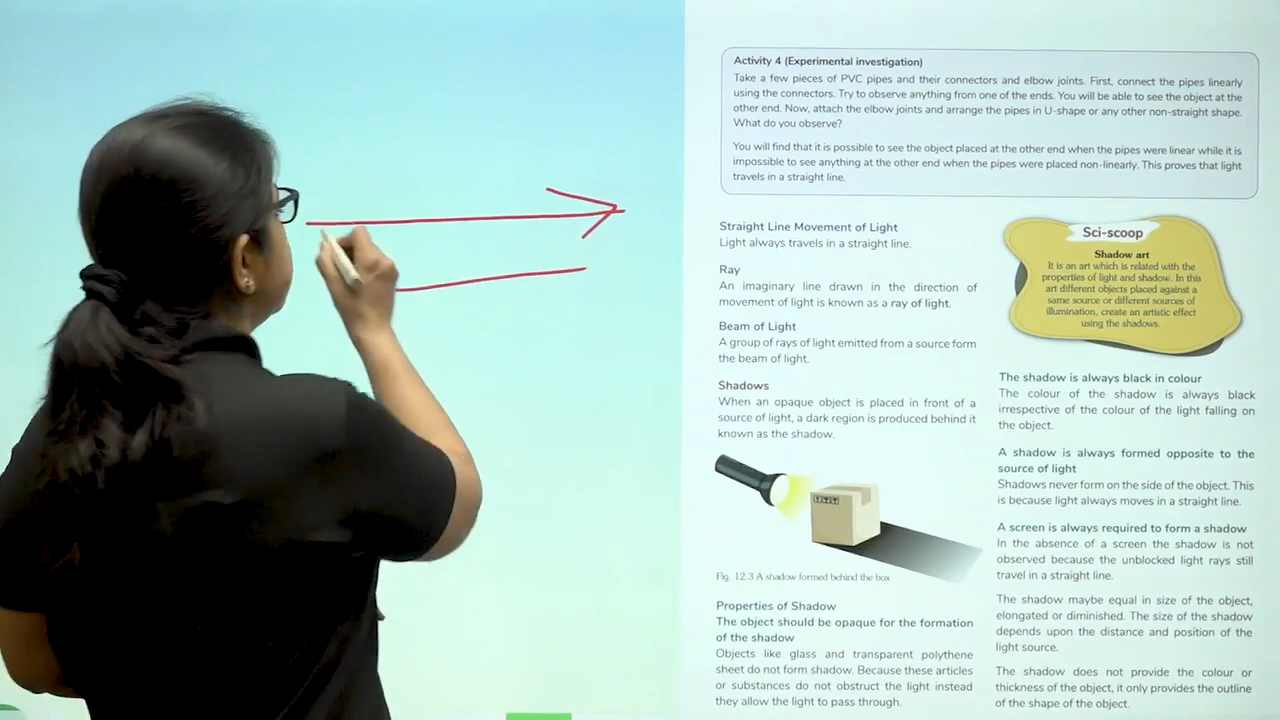 Activity 4 (Experimental investigation)
Take a few pieces of PVC pipes and their connectors and elbow joints. First, connect the pipes linearly
using the connectors. Try to observe anything from one of the ends. You will be able to see the object at the
other end. Now, attach the elbow joints and arrange the pipes in U-shape or any other non-straight shape.
What do you observe?
You will find that it is possible to see the object placed at the other end when the pipes were linear while it is
impossible to see anything at the other end when the pipes were placed non-linearly. This proves that light
travels in a straight line.
Straight Line Movement of Light
Light always travels in a straight line.
Ray
An imaginary line drawn in the direction of
movement of light is known as a ray of light.
Beam of Light
A group of rays of light emitted from a source form
the beam of light.
Shadows
When an opaque object is placed in front of a
source of light, a dark region is produced behind it
known as the shadow.
Fig. 12.3 A shadow formed behind the box
Properties of Shadow
The object should be opaque for the formation
of the shadow
Objects like glass and transparent polythene
sheet do not form shadow. Because these articles
or substances do not obstruct the light instead
they allow the light to pass through.
Sci-scoop
Shadow art
It is an art which is related with the
properties of light and shadow. In this
art different objects placed against a
same source or different sources of
illumination, create an artistic effect
using the shadows.
The shadow is always black in colour
The colour of the shadow is always black
irrespective of the colour of the light falling on
the object.
A shadow is always formed opposite to the
source of light
Shadows never form on the side of the object. This
is because light always moves in a straight line.
A screen is always required to form a shadow
In the absence of a screen the shadow is not
observed because the unblocked light rays still
travel in a straight line.
The shadow maybe equal in size of the object,
elongated or diminished. The size of the shadow
depends upon the distance and position of the
light source.
The shadow does not provide the colour or
thickness of the object, it only provides the outline
of the shape of the object.